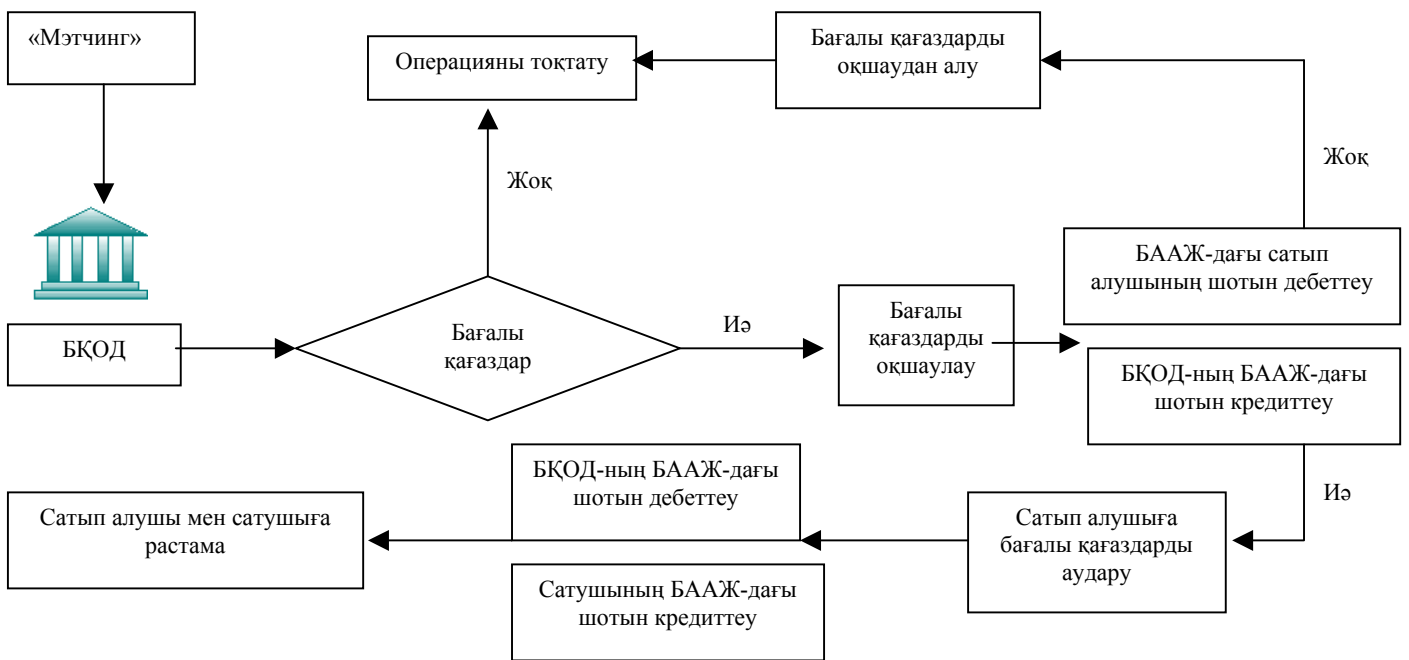 «Мэтчинг»
Операцияны тоқтату
Бағалы қағаздарды
оқшаудан алу
Жоқ
Жоқ
БҚОД
Бағалы
қағаздар
Иә
Бағалы
қағаздарды
оқшаулау
БААЖ-дағы сатып
алушының шотын дебеттеу
БҚОД-ның БААЖ-дағы
шотын кредиттеу
Иә
Сатып алушыға
бағалы қағаздарды
аудару
БҚОД-ның БААЖ-дағы
шотын дебеттеу
Сатушының БААЖ-дағы
шотын кредиттеу
Сатып алушы мен сатушыға
растама